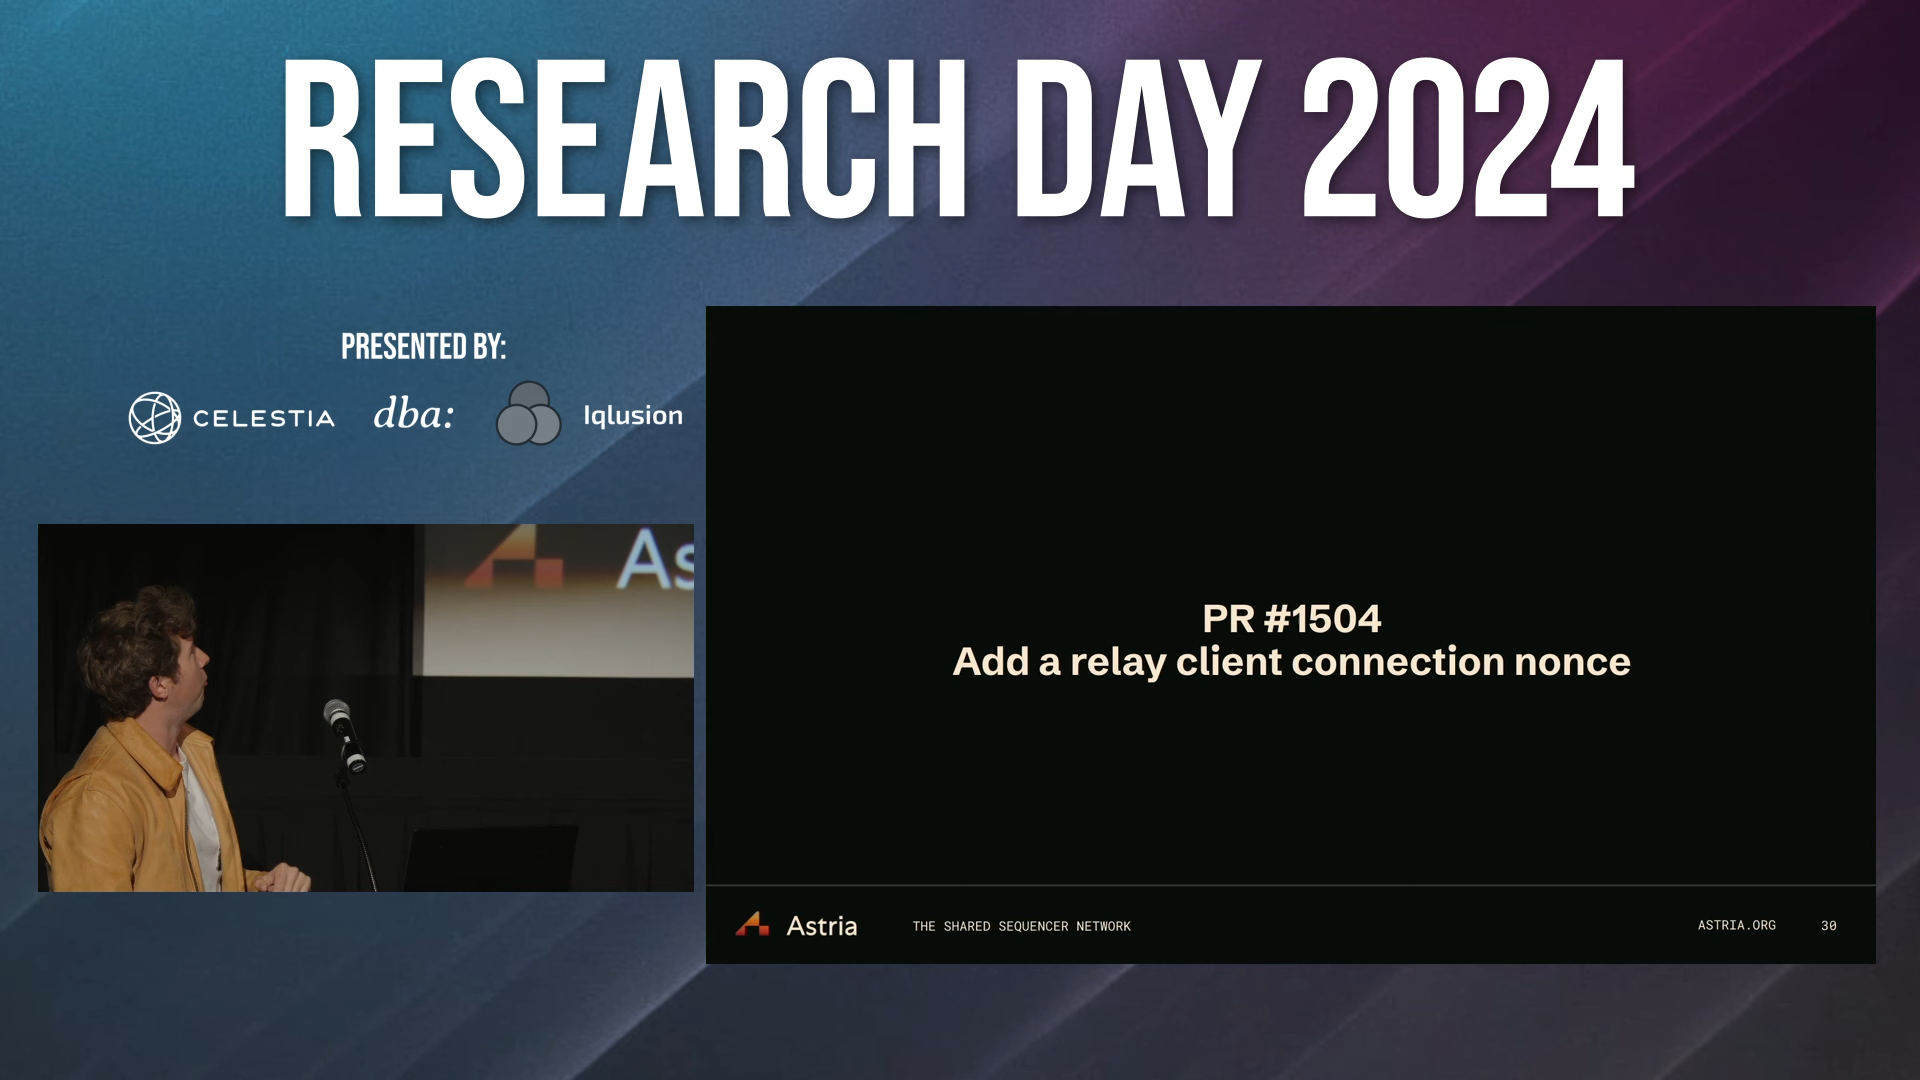 RESEARCH DAY 2024
PRESENTED BY:
CELESTIA
dba:
Iqlusion
As
PR #1504
Add a relay client connection nonce
Astria
THE SHARED SEQUENCER NETWORK
ASTRIA.ORG
30